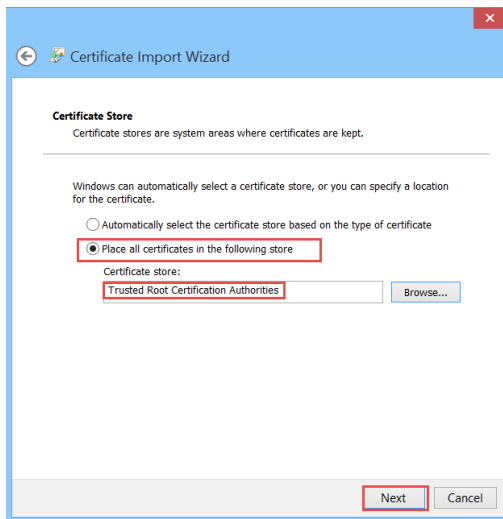 Certificate Import Wizard
Certificate Store
Certificate stores are system areas where certificates are kept.
Windows can automatically select a certificate store, or you can specify a location
for the certificate.
Automatically select the certificate store based on the type of certificate
Place all certificates in the following store
Certificate store:
Trusted Root Certification Authorities
Browse...
Next
Cancel